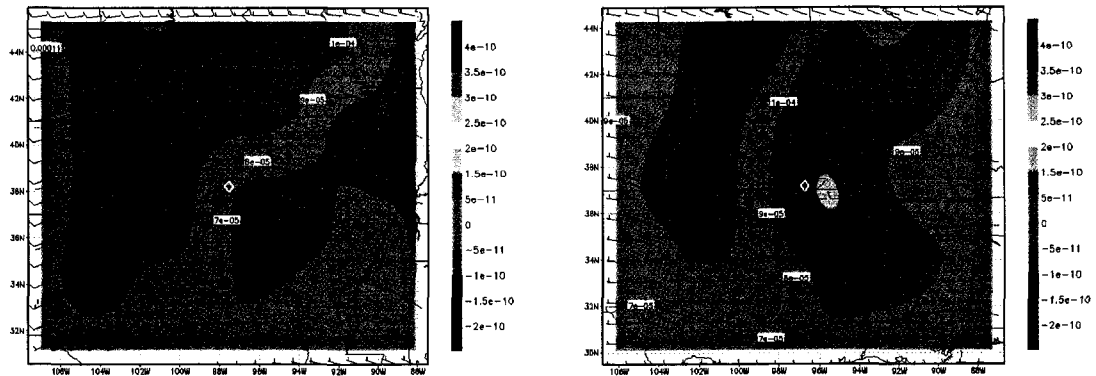 44N
42N
40N
38N
36N
34N
32N
0.00011
1e-04
9e-05
8e-05
7e-05
106W
104W
102W
100W
98W
96W
94W
92W
90W
88W
4e-10
3.5e-10
3e-10
2.5e-10
2e-10
1.5e-10
5e-11
0
-5e-11
-1e-10
-1.5e-10
-2e-10
44N
42N
40N
38N
36N
34N
32N
30N
1e-04
9e-05
9e-05
9e-05
8e-05
7e-05
7e-05
106W
104W
102W
100W
98W
96W
94W
92W
90W
88W
4e-10
3.5e-10
3e-10
2.5e-10
2e-10
1.5e-10
5e-11
0
-5e-11
-1e-10
-1.5e-10
-2e-10